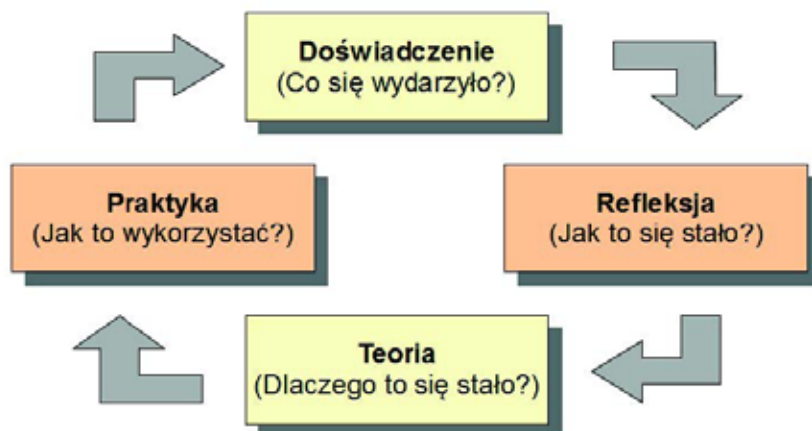 Doświadczenie
(Co się wydarzyło?)
Praktyka
(Jak to wykorzystać?)
Refleksja
(Jak to się stało?)
Teoria
(Dlaczego to się stało?)